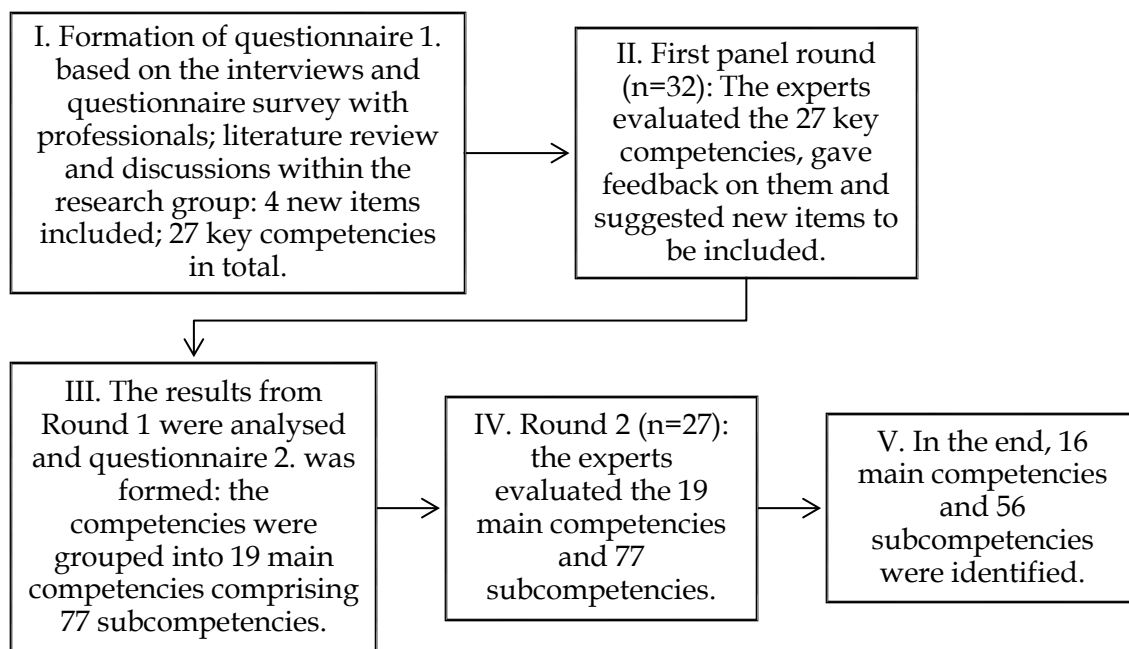 I. Formation of questionnaire 1.
based on the interviews and
questionnaire survey with
professionals; literature review
and discussions within the
research group: 4 new items
included; 27 key competencies
in total.
II. First panel round
(n=32): The experts
evaluated the 27 key
competencies, gave
feedback on them and
suggested new items to
be included.
III. The results from
Round 1 were analysed
and questionnaire 2. was
formed: the
competencies were
grouped into 19 main
competencies comprising
77 subcompetencies.
IV. Round 2 (n=27):
the experts
evaluated the 19
main competencies
and 77
subcompetencies.
V. In the end, 16
main competencies
and 56
subcompetencies
were identified.